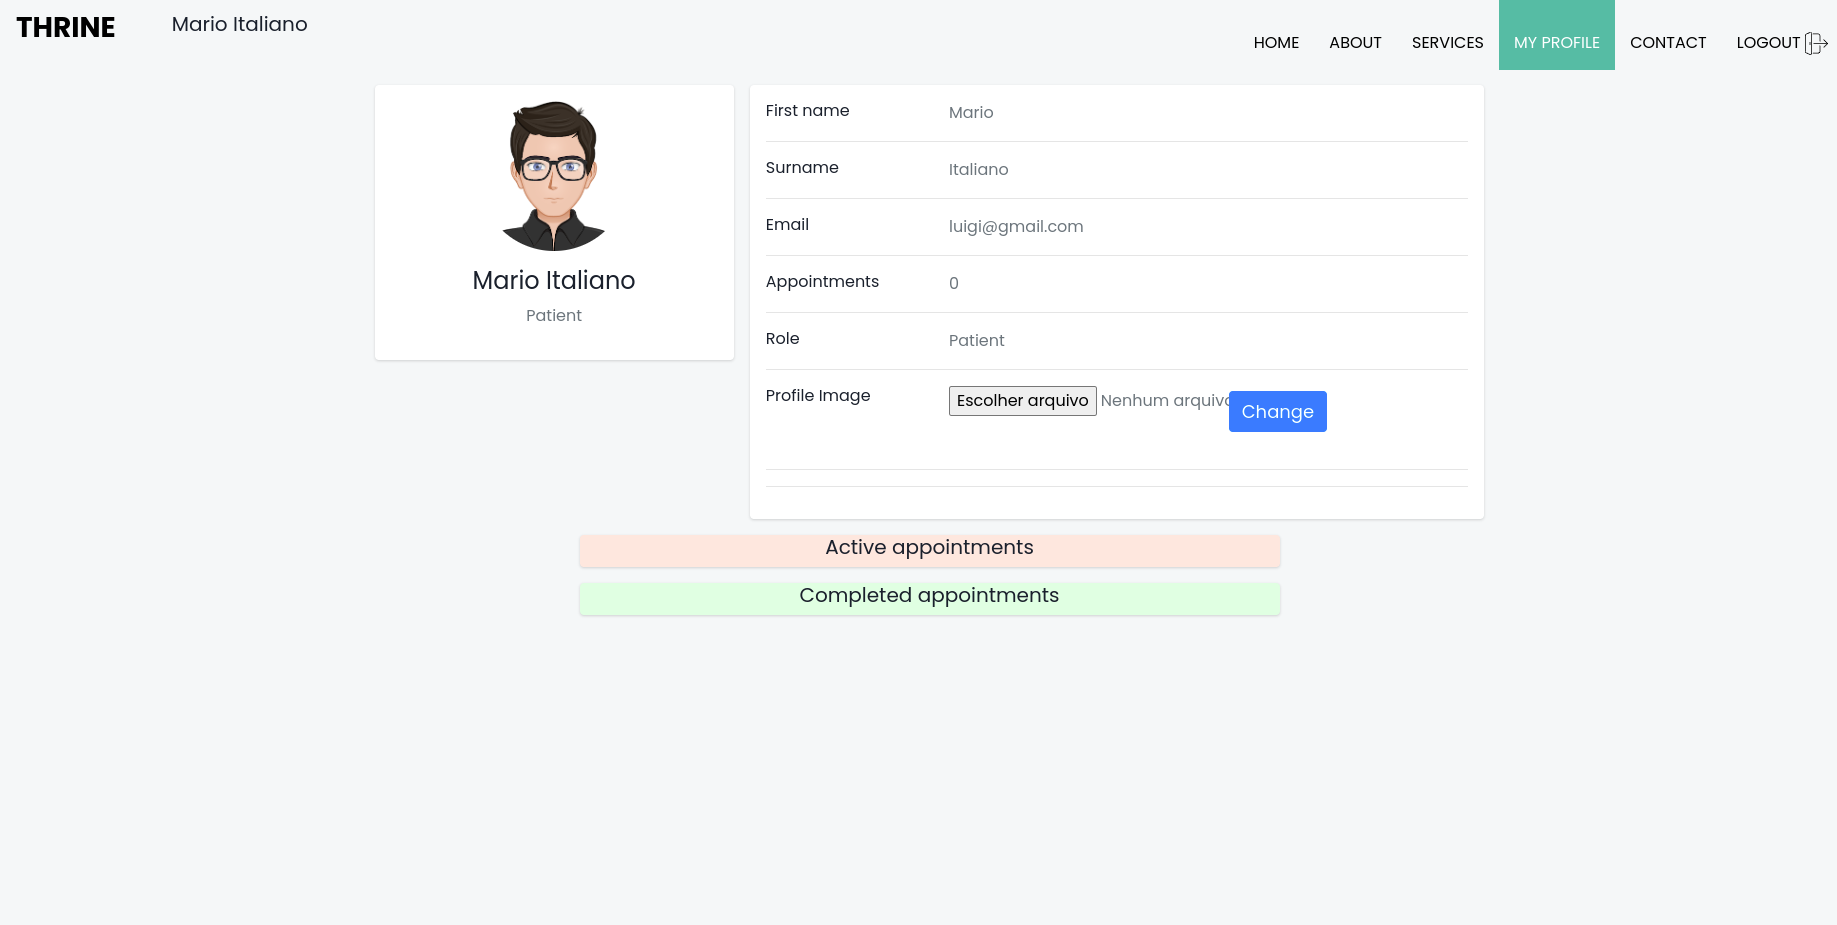 THRINE
Mario Italiano
HOME ABOUT SERVICES MY PROFILE CONTACT LOGOUT
Mario Italiano
Patient
First name Mario
Surname Italiano
Email luigi@gmail.com
Appointments 0
Role Patient
Profile Image Escolher arquivo Nenhum arquivo Change
Active appointments
Completed appointments